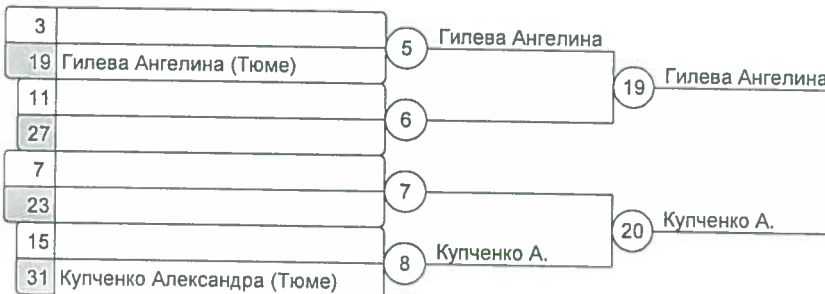 3
5 Гилева Ангелина
19 Гилева Ангелина (Тюме)
19 Гилева Ангелина
11
6
27
7
7
23
20 Купченко А.
15
8 Купченко А.
31 Купченко Александра (Тюме)